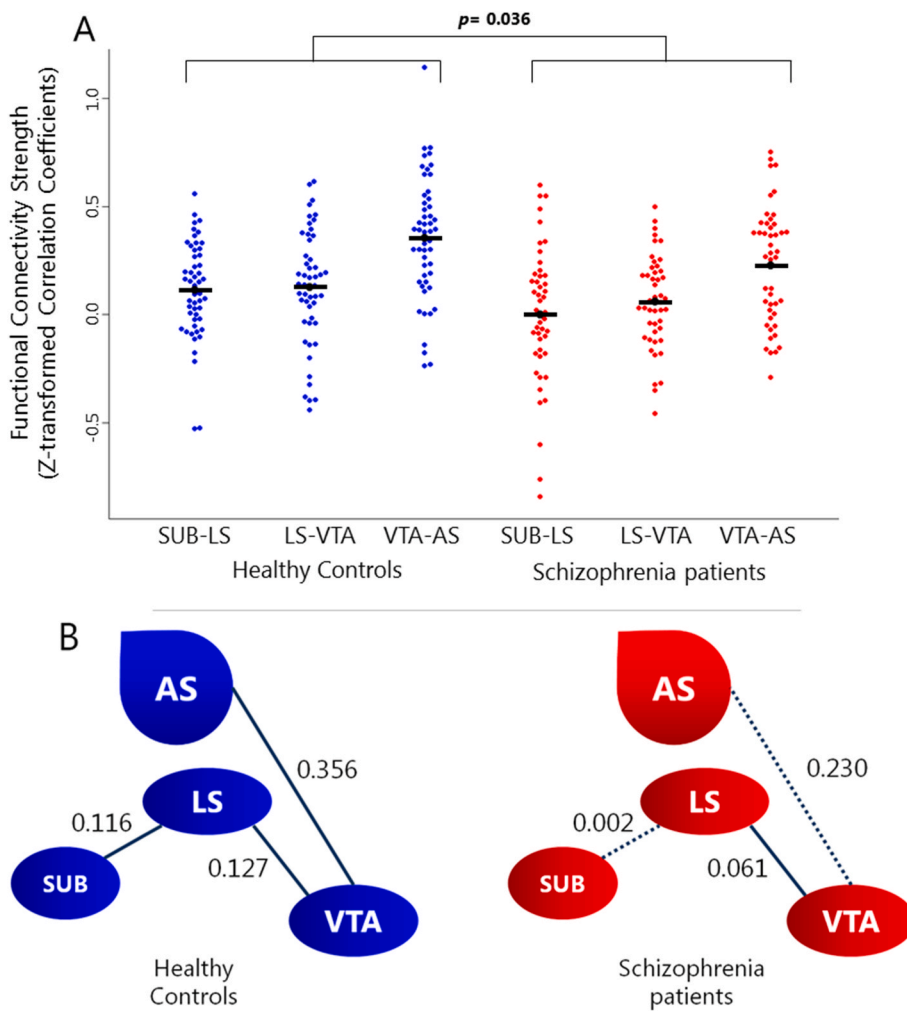 A
p= 0.036
Functional Connectivity Strength
(Z-transformed Correlation Coefficients)
1.0
0.5
0.0
-0.5
SUB-LS LS-VTA VTA-AS SUB-LS LS-VTA VTA-AS
Healthy Controls Schizophrenia patients
B
AS AS
0.356 0.230
LS LS
0.116 0.002
0.127 0.061
SUB SUB
VTA VTA
Healthy
Controls
Schizophrenia
patients